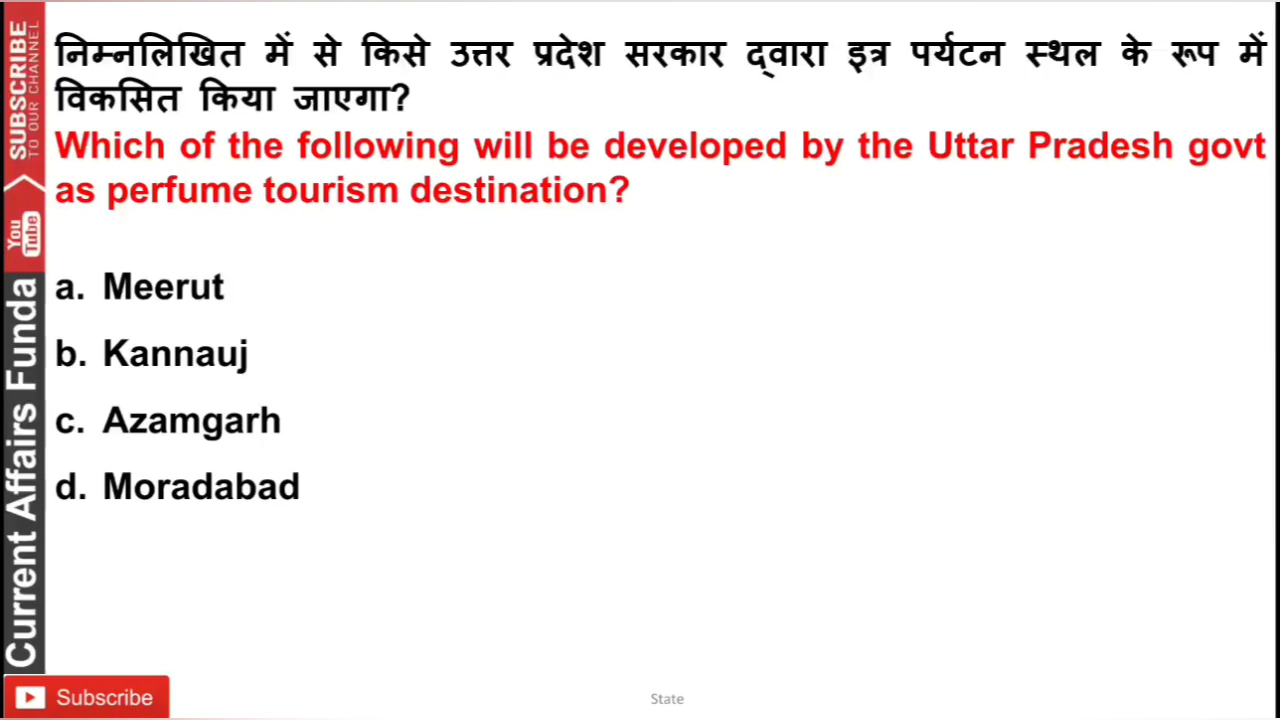 निम्नलिखित में से किसे उत्तर प्रदेश सरकार द्वारा इत्र पर्यटन स्थल के रूप में
विकसित किया जाएगा?
Which of the following will be developed by the Uttar Pradesh govt
as perfume tourism destination?
a. Meerut
b. Kannauj
c. Azamgarh
d. Moradabad
SUBSCRIBE
TO OUR CHANNEL
You
Tube
Current Affairs Funda
Subscribe
State